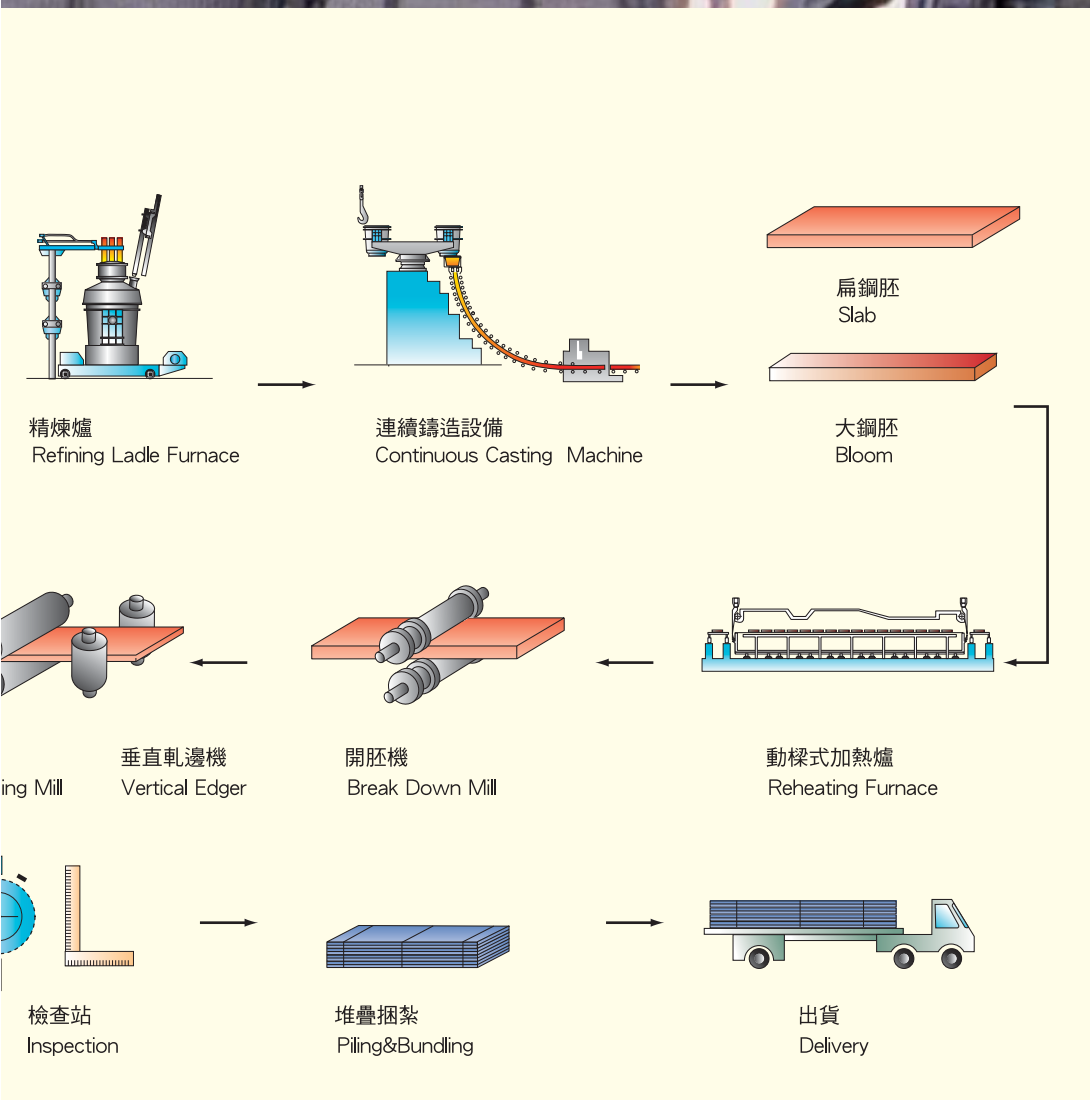 精煉爐
Refining Ladle Furnace
連續鑄造設備
Continuous Casting Machine
扁鋼胚
Slab
大鋼胚
Bloom
ing Mill
垂直軋邊機
Vertical Edger
開胚機
Break Down Mill
動樑式加熱爐
Reheating Furnace
檢查站
Inspection
堆疊捆紮
Piling&Bundling
出貨
Delivery